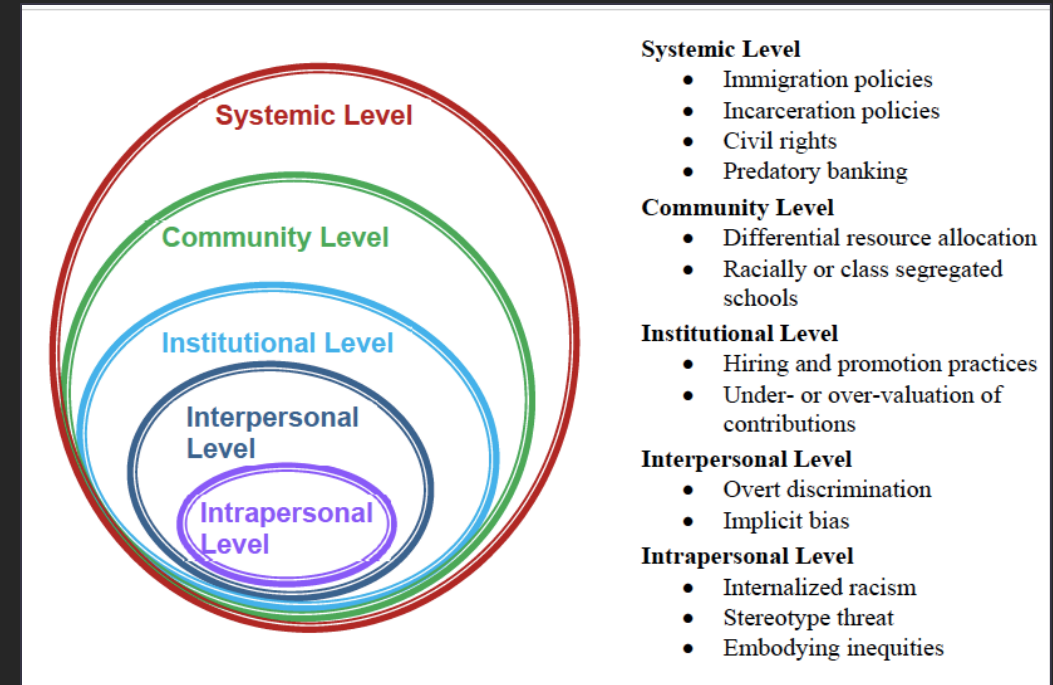 Systemic Level
Community Level
Institutional Level
Interpersonal
Level
Intrapersonal
Level
Systemic Level
• Immigration policies
• Incarceration policies
• Civil rights
• Predatory banking
Community Level
• Differential resource allocation
• Racially or class segregated
schools
Institutional Level
• Hiring and promotion practices
• Under- or over-valuation of
contributions
Interpersonal Level
• Overt discrimination
• Implicit bias
Intrapersonal Level
• Internalized racism
• Stereotype threat
• Embodying inequities